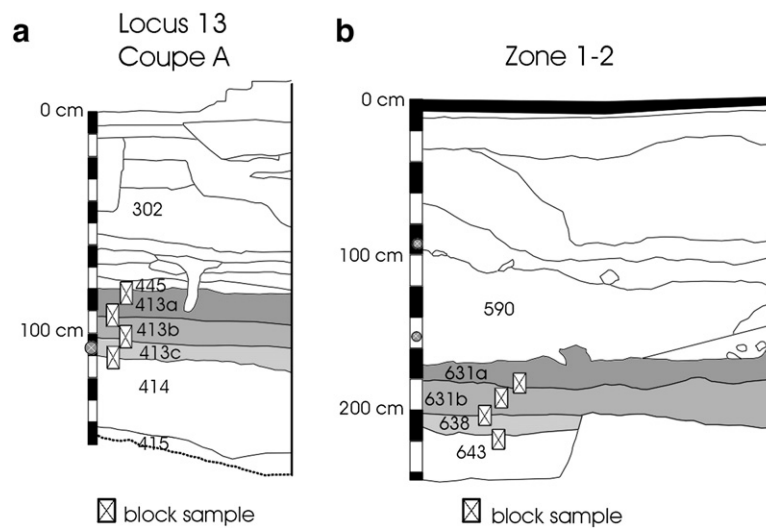 a
Locus 13
Coupe A
0 cm
302
445
413a
413b
100 cm
413c
414
415
block sample
b
Zone 1-2
0 cm
100 cm
590
631a
631b
200 cm
638
643
block sample